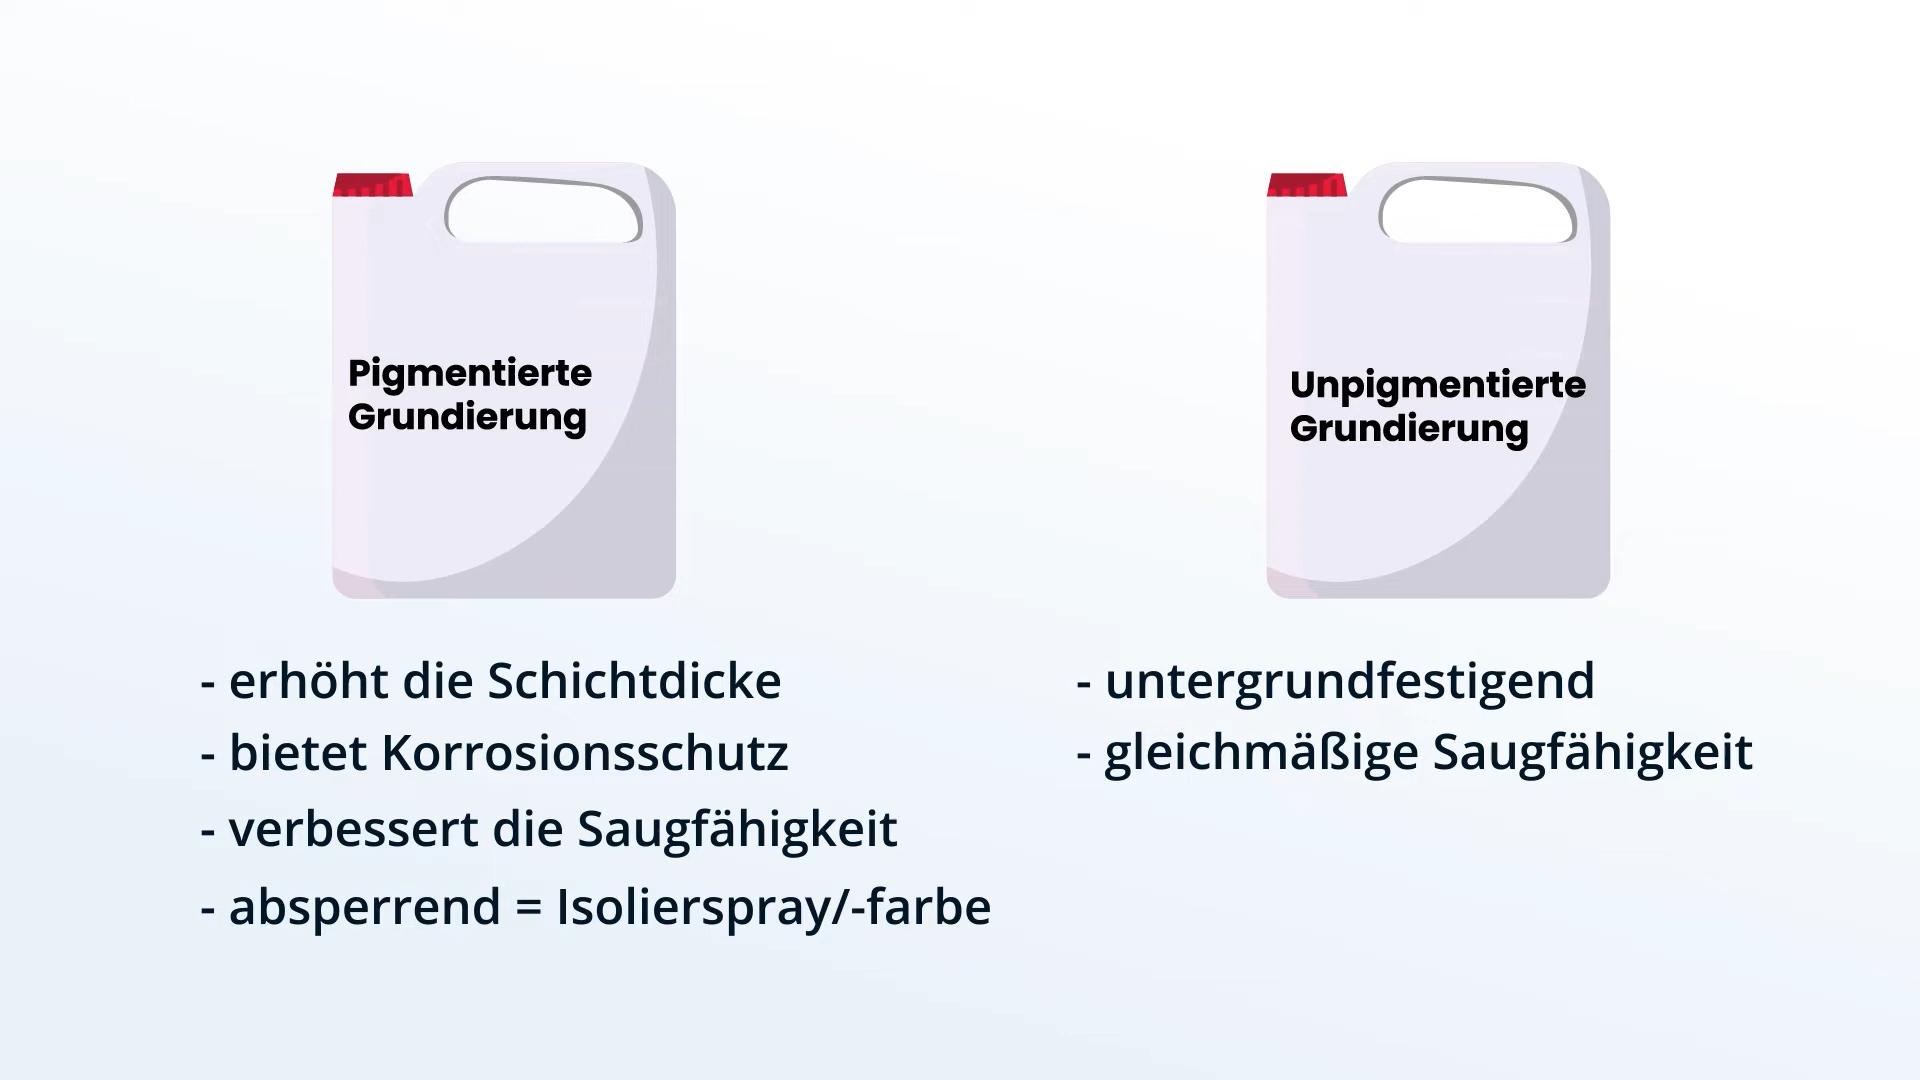 Pigmentierte
Grundierung
- erhöht die Schichtdicke
- bietet Korrosionsschutz
- verbessert die Saugfähigkeit
- absperrend = Isolierspray/-farbe
Unpigmentierte
Grundierung
- untergrundfestigend
- gleichmäßige Saugfähigkeit